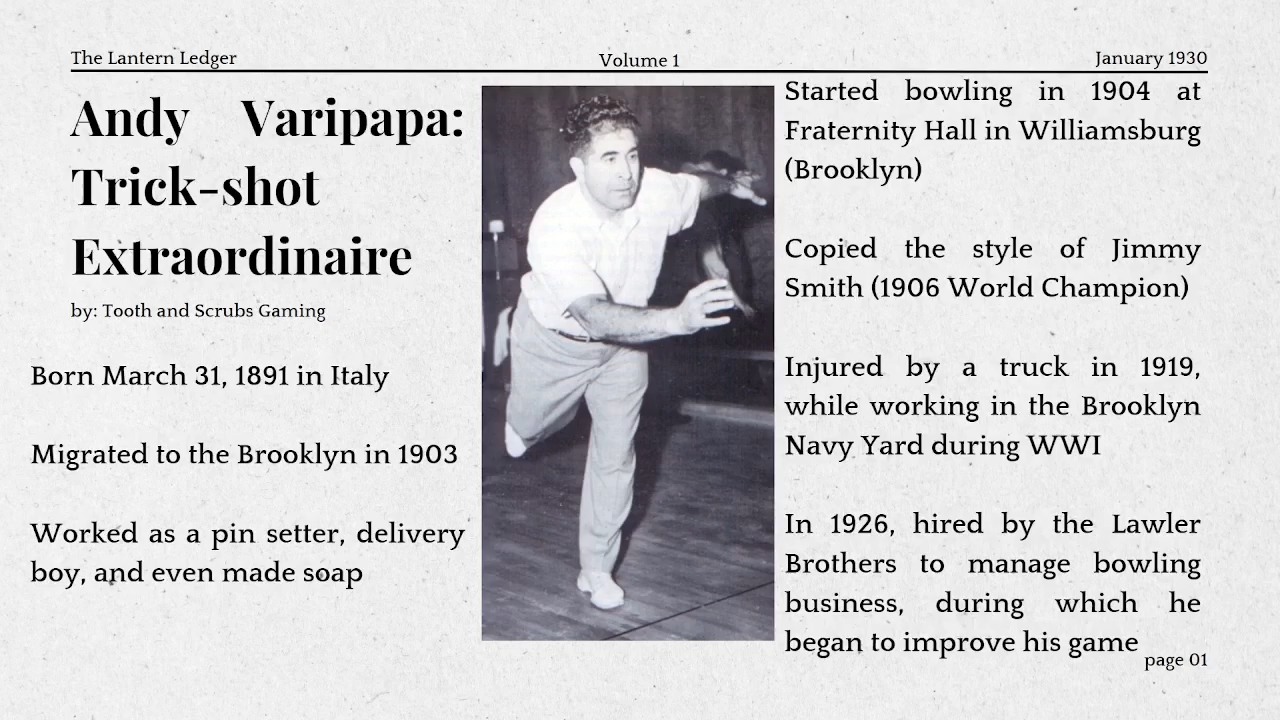 The Lantern Ledger
Volume 1
January 1930
Andy Varipapa:
Trick-shot
Extraordinaire
by: Tooth and Scrubs Gaming
Born March 31, 1891 in Italy
Migrated to the Brooklyn in 1903
Worked as a pin setter, delivery
boy, and even made soap
Started bowling in 1904 at
Fraternity Hall in Williamsburg
(Brooklyn)
Copied the style of Jimmy
Smith (1906 World Champion)
Injured by a truck in 1919,
while working in the Brooklyn
Navy Yard during WWI
In 1926, hired by the Lawler
Brothers to manage bowling
business, during which he
began to improve his game
page 01